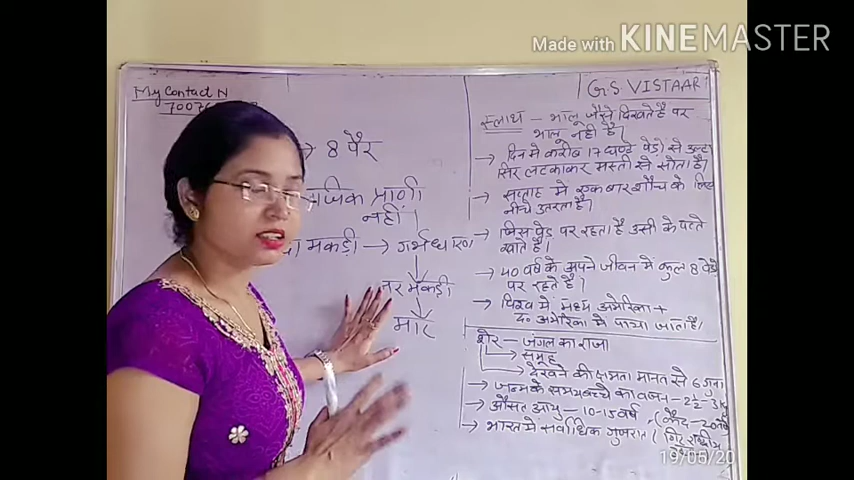 Made with KINEMASTER
My Contact N
G.S VISTAAR
→ 8 पैर
जिक प्राणी
नहीं।
मकड़ी → गर्भधारण
नर मकड़ी
मार
स्लाथ - भालू जैसे दिखते है पर
भालू नही है।
→ दिन मे करीब 17 घण्टे पेड़ो से उल्टा
सिर लटकाकर मस्ती से सोता है।
→ सप्ताह मे एक बार शौच के लिए
नीचे उतरता है।
→ जिस पेड़ पर रहता है उसी के पत्ते
खाते है।
→ 40 वर्ष के अपने जीवन मे कुल 8 पेड़ो
पर रहते है।
→ विश्व मे मध्य अमेरिका +
द० अमेरिका मे पाया जाता है।
शेर - जंगल का राजा
→ समूह
→ देखने की क्षमता मानव से 6 गुना
→ जन्म के समय बच्चे का वजन - 2½ - 3
→ औसत आयु - 10-15 वर्ष, (कैद - 20 वर्ष
→ भारत मे सर्वाधिक गुजरात ( गिर राष्ट्रीय
19/06/20